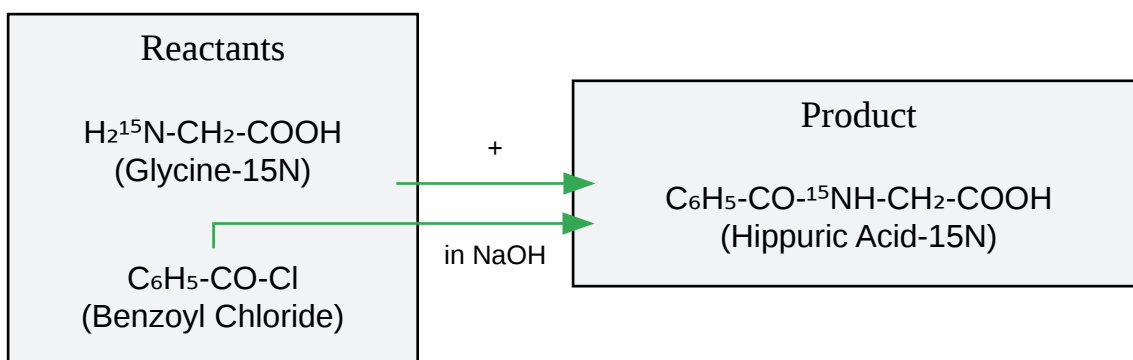 Reactants
H₂¹⁵N-CH₂-COOH
(Glycine-15N)
C₆H₅-CO-Cl
(Benzoyl Chloride)
+
in NaOH
Product
C₆H₅-CO-¹⁵NH-CH₂-COOH
(Hippuric Acid-15N)